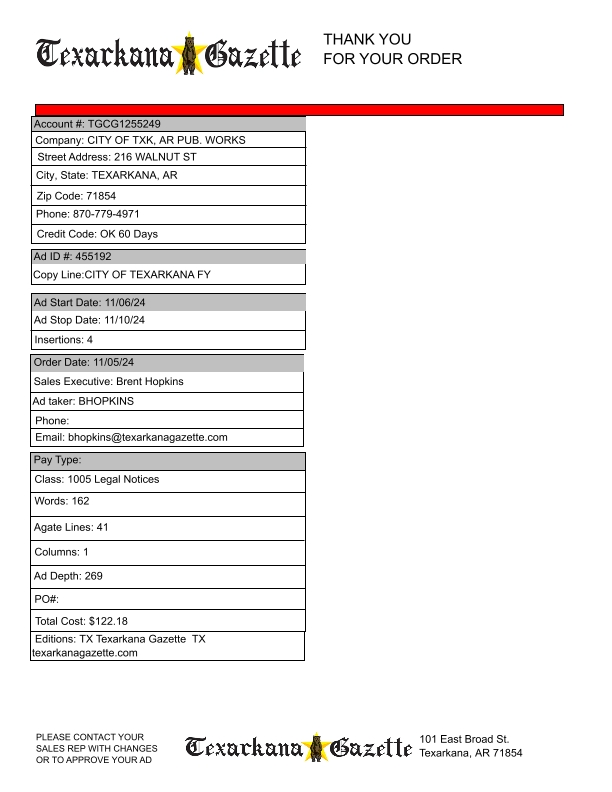 Texarkana Gazette
THANK YOU
FOR YOUR ORDER
Account #: TGCG1255249
Company: CITY OF TXK, AR PUB. WORKS
Street Address: 216 WALNUT ST
City, State: TEXARKANA, AR
Zip Code: 71854
Phone: 870-779-4971
Credit Code: OK 60 Days
Ad ID #: 455192
Copy Line:CITY OF TEXARKANA FY
Ad Start Date: 11/06/24
Ad Stop Date: 11/10/24
Insertions: 4
Order Date: 11/05/24
Sales Executive: Brent Hopkins
Ad taker: BHOPKINS
Phone:
Email: bhopkins@texarkanagazette.com
Pay Type:
Class: 1005 Legal Notices
Words: 162
Agate Lines: 41
Columns: 1
Ad Depth: 269
PO#:
Total Cost: $122.18
Editions: TX Texarkana Gazette  TX
texarkanagazette.com
PLEASE CONTACT YOUR
SALES REP WITH CHANGES
OR TO APPROVE YOUR AD
Texarkana Gazette
101 East Broad St.
Texarkana, AR 71854